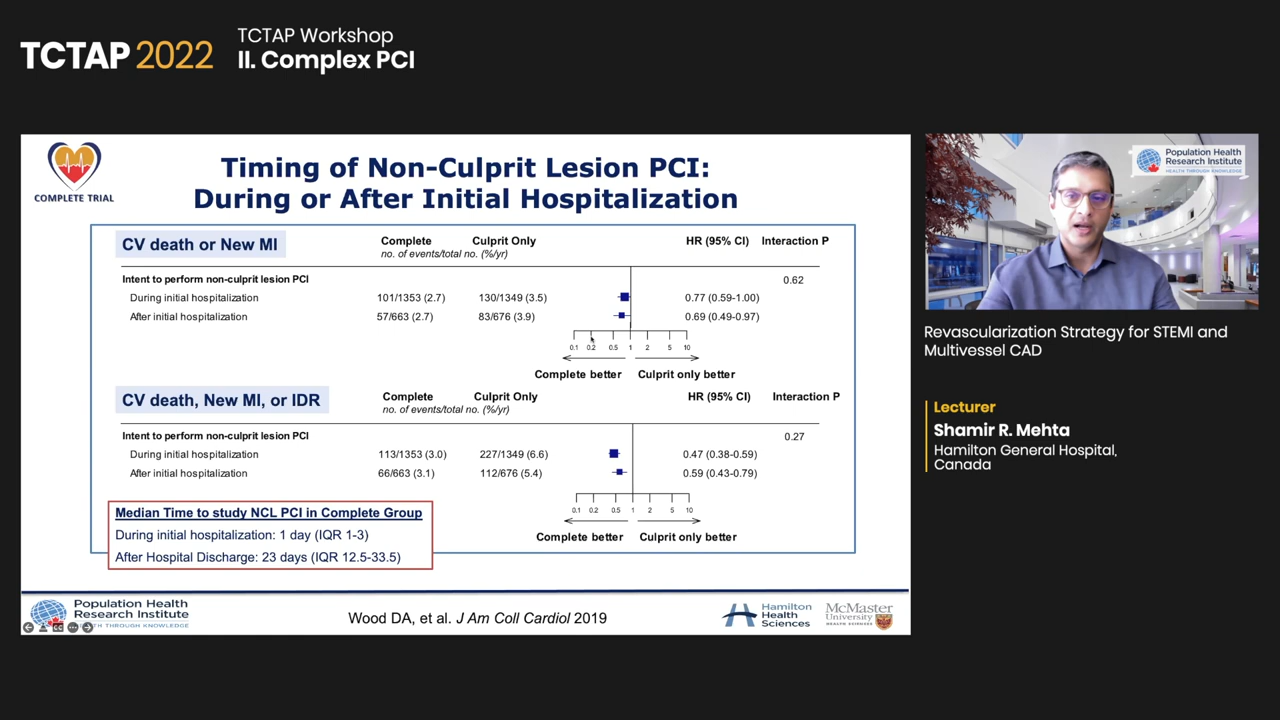 TCTAP 2022
TCTAP Workshop
II. Complex PCI
COMPLETE TRIAL
Timing of Non-Culprit Lesion PCI:
During or After Initial Hospitalization
CV death or New MI
Complete Culprit Only HR (95% CI) Interaction P
no. of events/total no. (%/yr)
Intent to perform non-culprit lesion PCI 0.62
During initial hospitalization 101/1353 (2.7) 130/1349 (3.5) 0.77 (0.59-1.00)
After initial hospitalization 57/663 (2.7) 83/676 (3.9) 0.69 (0.49-0.97)
0.1 0.2 0.5 1 2 5 10
Complete better Culprit only better
CV death, New MI, or IDR
Complete Culprit Only HR (95% CI) Interaction P
no. of events/total no. (%/yr)
Intent to perform non-culprit lesion PCI 0.27
During initial hospitalization 113/1353 (3.0) 227/1349 (6.6) 0.47 (0.38-0.59)
After initial hospitalization 66/663 (3.1) 112/676 (5.4) 0.59 (0.43-0.79)
0.1 0.2 0.5 1 2 5 10
Complete better Culprit only better
Median Time to study NCL PCI in Complete Group
During initial hospitalization: 1 day (IQR 1-3)
After Hospital Discharge: 23 days (IQR 12.5-33.5)
Population Health
Research Institute
TH THROUGH KNOWLEDGE
Wood DA, et al. J Am Coll Cardiol 2019
Hamilton
Health
Sciences
McMaster
University
HEALTH SCIENCES
Population Health
Research Institute
HEALTH THROUGH KNOWLEDGE
Revascularization Strategy for STEMI and
Multivessel CAD
Lecturer
Shamir R. Mehta
Hamilton General Hospital,
Canada